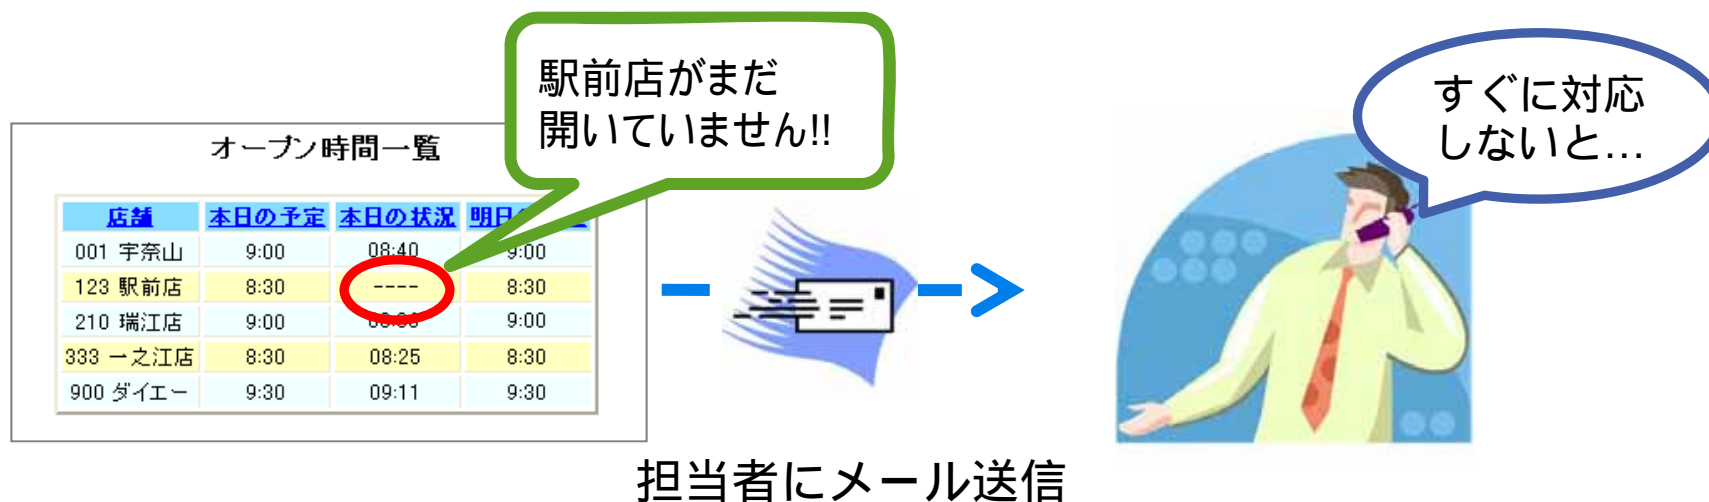 駅前店がまだ
開いていません!!
すぐに対応
しないと…
オープン時間一覧
店舗 本日の予定 本日の状況 明日
001 宇奈山 9:00 08:40 9:00
123 駅前店 8:30 ---- 8:30
210 瑞江店 9:00 9:00
333 一之江店 8:30 08:25 8:30
900 ダイエー 9:30 09:11 9:30
担当者にメール送信